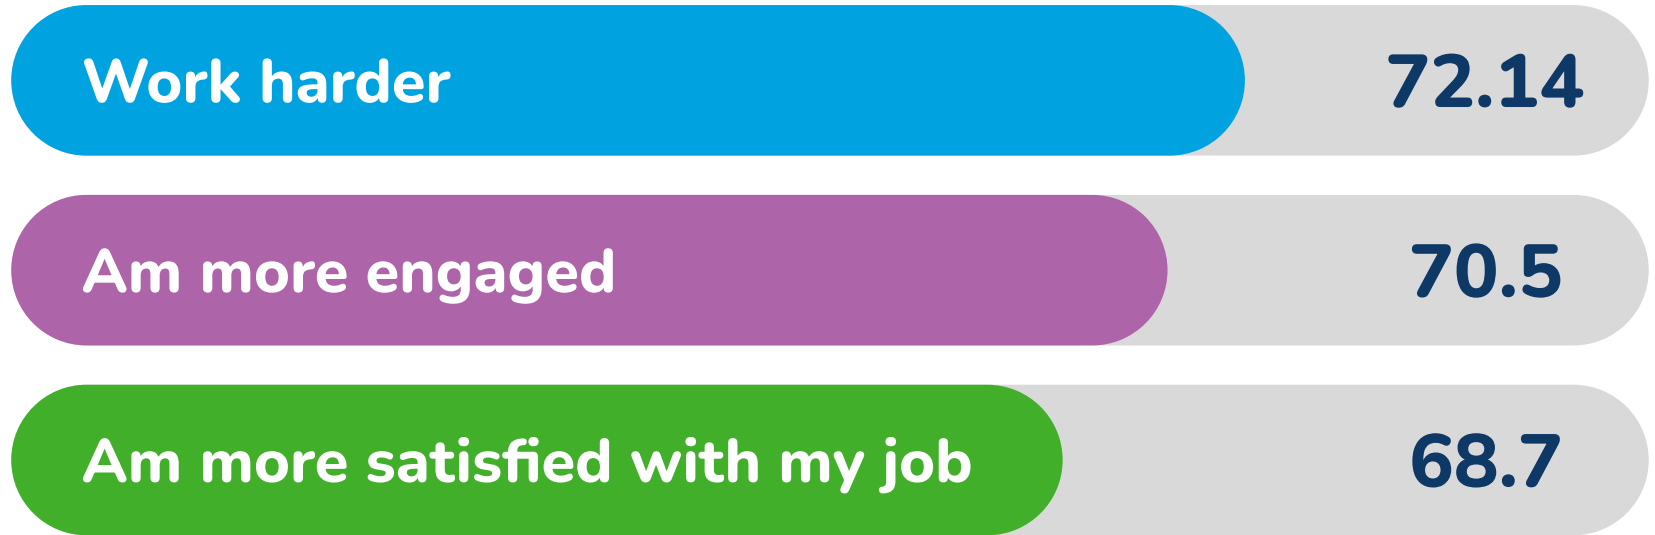 Work harder 72.14
Am more engaged 70.5
Am more satisfied with my job 68.7